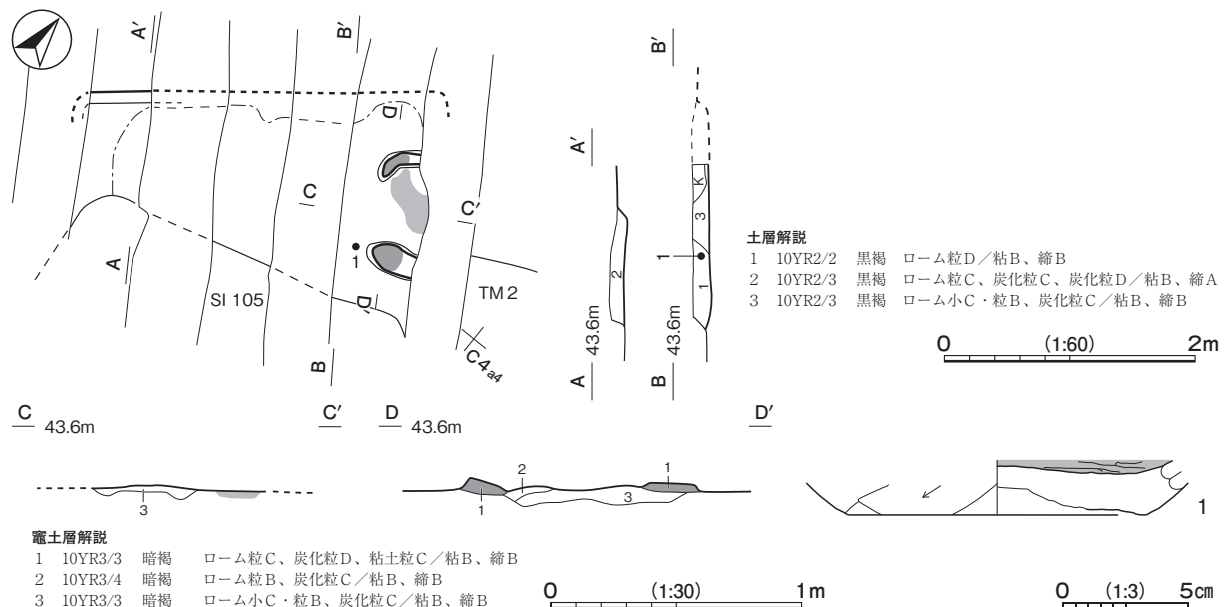 A′
B′
D
C
C′
1
A
SI 105
D′
TM 2
B
C4a4
B′
A′
K
3
2
1
1
43.6m
43.6m
A
B
土層解説
1 10YR2/2 黒褐 ローム粒D／粘B、締B
2 10YR2/3 黒褐 ローム粒C、炭化粒C、炭化粒D／粘B、締A
3 10YR2/3 黒褐 ローム小C・粒B、炭化粒C／粘B、締B
0 (1:60) 2m
C 43.6m C′
D 43.6m D′
3
1
2
3
1
1
竈土層解説
1 10YR3/3 暗褐 ローム粒C、炭化粒D、粘土粒C／粘B、締B
2 10YR3/4 暗褐 ローム粒B、炭化粒C／粘B、締B
3 10YR3/3 暗褐 ローム小C・粒B、炭化粒C／粘B、締B
0 (1:30) 1m
0 (1:3) 5cm